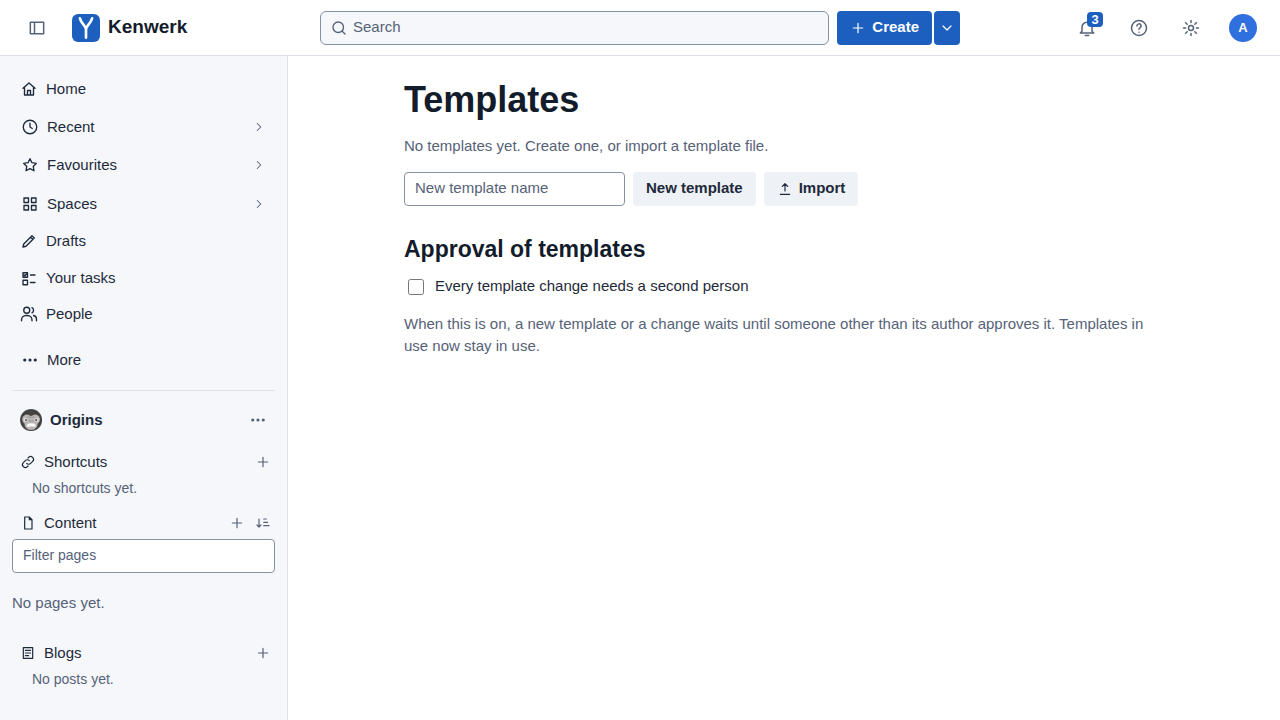 Kenwerk
Search
Create
3
A
Home
Recent
Favourites
Spaces
Drafts
Your tasks
People
More
Origins
Shortcuts
No shortcuts yet.
Content
Filter pages
No pages yet.
Blogs
No posts yet.
Templates
No templates yet. Create one, or import a template file.
New template name
New template
Import
Approval of templates
Every template change needs a second person
When this is on, a new template or a change waits until someone other than its author approves it. Templates in
use now stay in use.